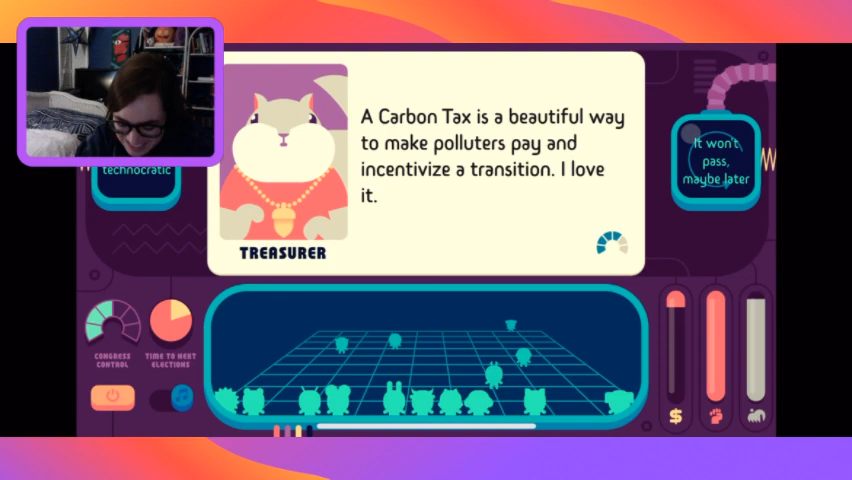 A Carbon Tax is a beautiful way
to make polluters pay and
incentivize a transition. I love
it.
technocratic
It won't
pass,
maybe later
TREASURER
CONGRESS
CONTROL
TIME TO NEXT
ELECTIONS
$